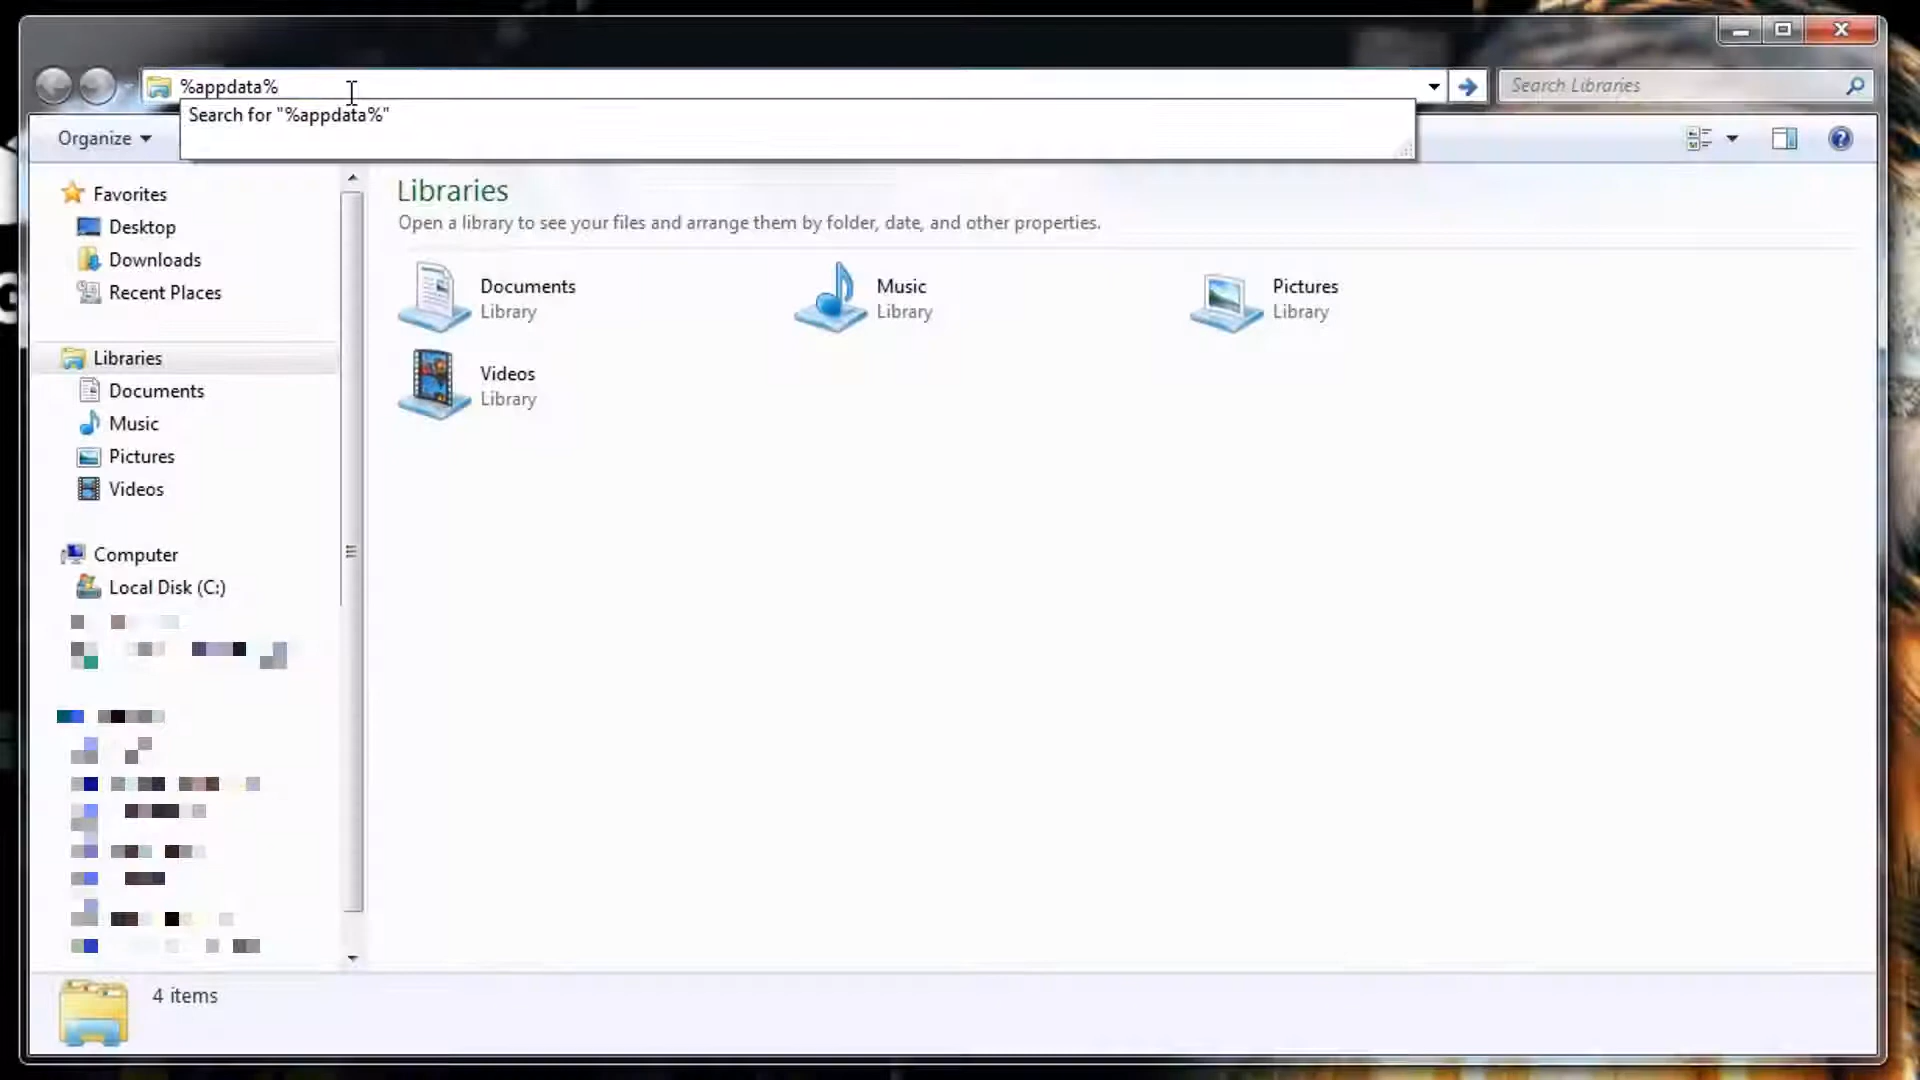 %appdata%
Search Libraries
Search for "%appdata%"
Organize
Favorites
Desktop
Downloads
Recent Places
Libraries
Documents
Music
Pictures
Videos
Computer
Local Disk (C:)
Libraries
Open a library to see your files and arrange them by folder, date, and other properties.
Documents
Library
Music
Library
Pictures
Library
Videos
Library
4 items